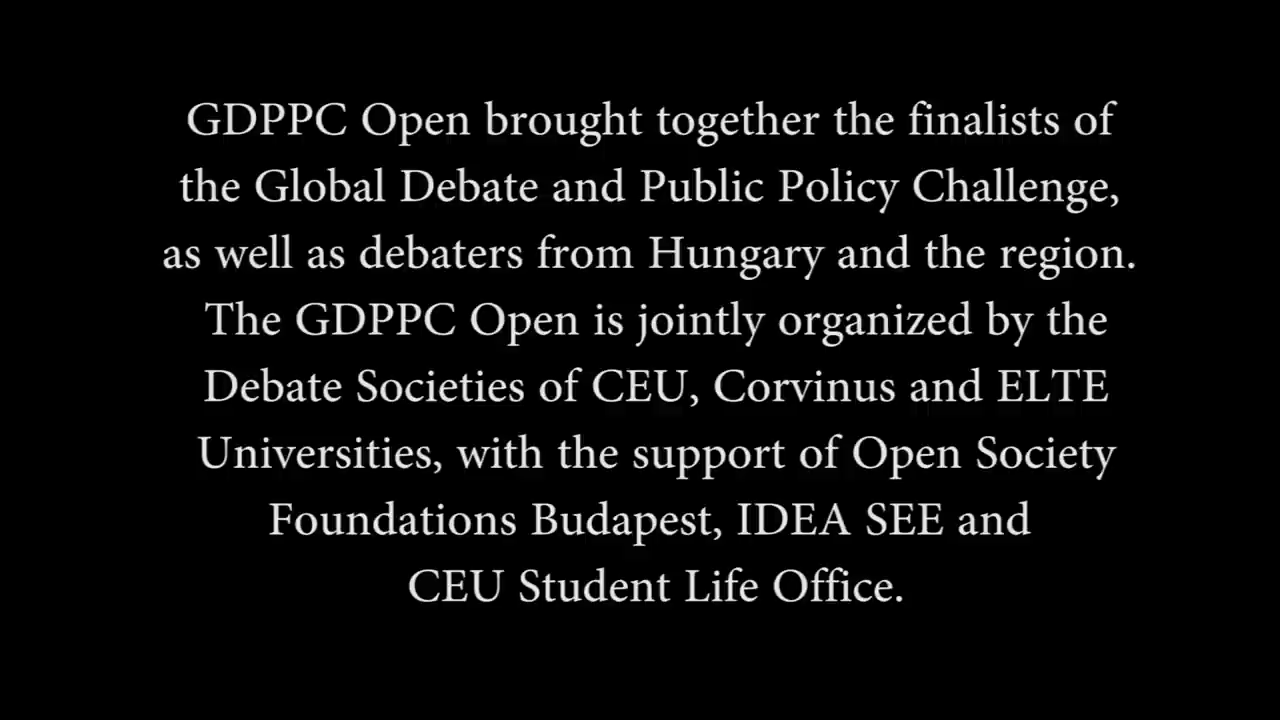 GDPPC Open brought together the finalists of
the Global Debate and Public Policy Challenge,
as well as debaters from Hungary and the region.
The GDPPC Open is jointly organized by the
Debate Societies of CEU, Corvinus and ELTE
Universities, with the support of Open Society
Foundations Budapest, IDEA SEE and
CEU Student Life Office.